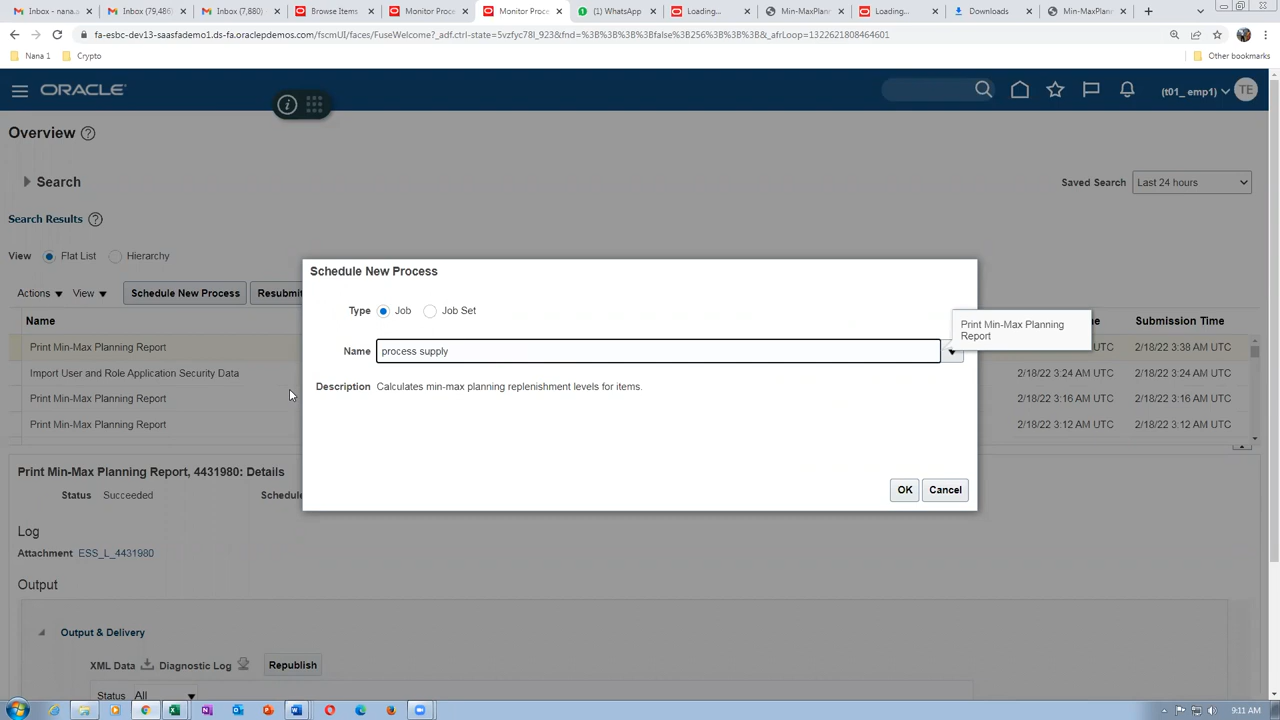 nana.s
Inbox (79,486)
Inbox (7,880)
Browse Items
Monitor Proce
Monitor Proce
(1) WhatsApp
Loading...
Min-MaxPlan
Loading...
Downloads
Min-MaxPlan
fa-esbc-dev13-saasfademo1.ds-fa.oraclepdemos.com/fscmUI/faces/FuseWelcome?_adf.ctrl-state=5vzfyc78l_923&fnd=%3B%3B%3B%3Bfalse%3B256%3B%3B%3B&_afrLoop=1322621808464601
Nana 1
Crypto
Other bookmarks
ORACLE
(t01_ emp1)
TE
Overview
Search
Saved Search
Last 24 hours
Search Results
View
Flat List
Hierarchy
Actions
View
Schedule New Process
Resubmit
Name
Submission Time
Print Min-Max Planning Report
2/18/22 3:38 AM UTC
Import User and Role Application Security Data
2/18/22 3:24 AM UTC
2/18/22 3:24 AM UTC
Print Min-Max Planning Report
2/18/22 3:16 AM UTC
2/18/22 3:16 AM UTC
Print Min-Max Planning Report
2/18/22 3:12 AM UTC
2/18/22 3:12 AM UTC
Schedule New Process
Type
Job
Job Set
Name
process supply
Print Min-Max Planning
Report
Description
Calculates min-max planning replenishment levels for items.
OK
Cancel
Print Min-Max Planning Report, 4431980: Details
Status
Succeeded
Log
Attachment
ESS_L_4431980
Output
Output & Delivery
XML Data
Diagnostic Log
Republish
Status
All
9:11 AM